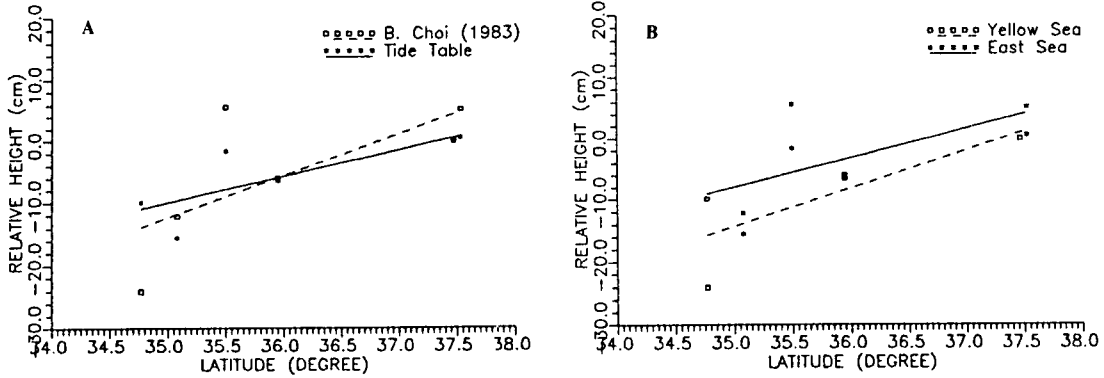 A
B. Choi (1983)
Tide Table
RELATIVE HEIGHT (cm)
20.0
10.0
0.0
-10.0
-20.0
-30.0
34.0 34.5 35.0 35.5 36.0 36.5 37.0 37.5 38.0
LATITUDE (DEGREE)
B
Yellow Sea
East Sea
RELATIVE HEIGHT (cm)
20.0
10.0
0.0
-10.0
-20.0
-30.0
34.0 34.5 35.0 35.5 36.0 36.5 37.0 37.5 38.0
LATITUDE (DEGREE)